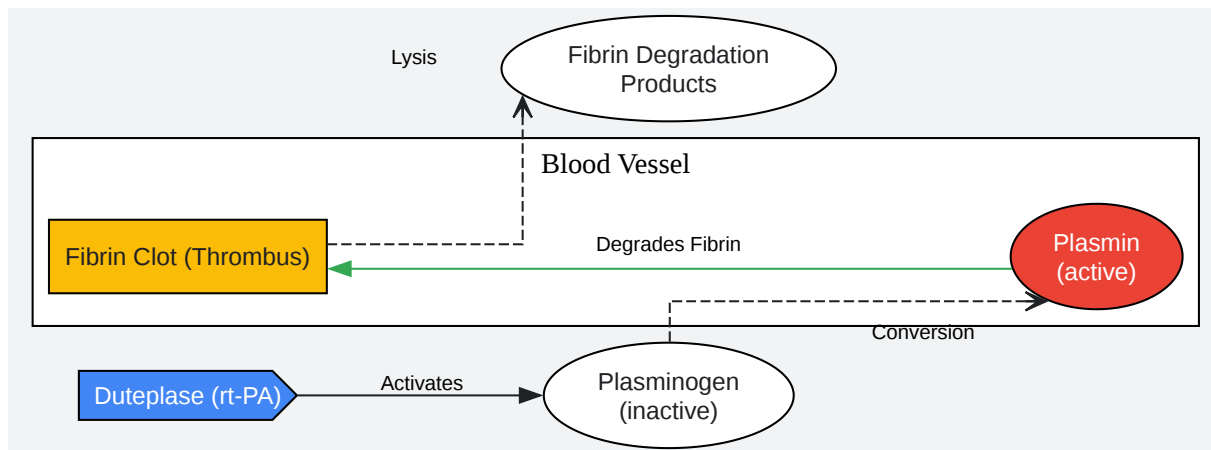 Lysis
Fibrin Degradation
Products
Blood Vessel
Fibrin Clot (Thrombus)
Degrades Fibrin
Plasmin
(active)
Conversion
Duteplase (rt-PA)
Activates
Plasminogen
(inactive)